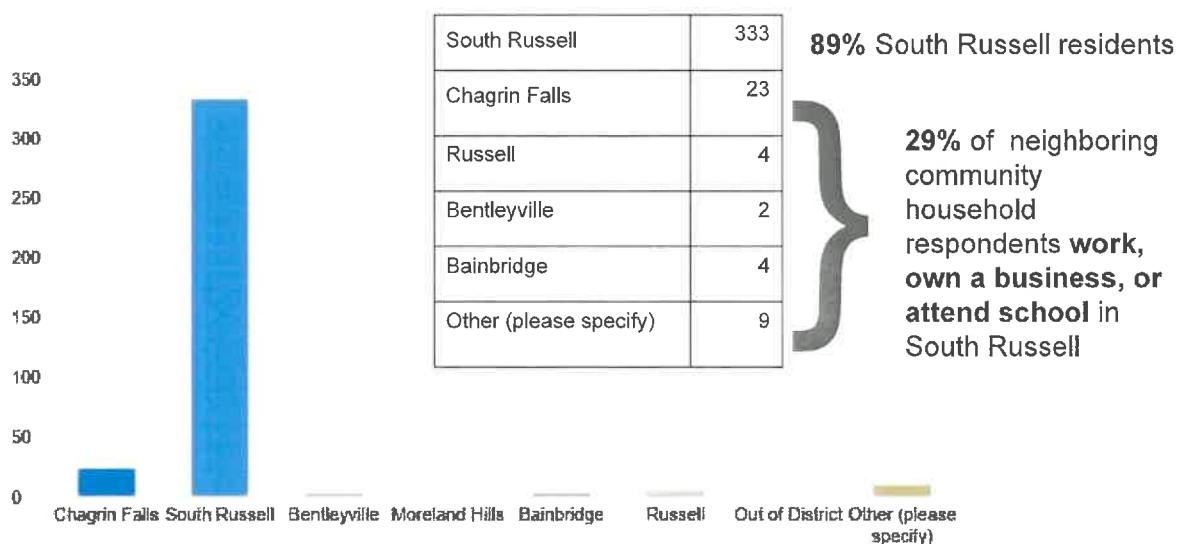 South Russell 333
Chagrin Falls 23
Russell 4
Bentleyville 2
Bainbridge 4
Other (please specify) 9
89% South Russell residents
29% of neighboring
community
household
respondents work,
own a business, or
attend school in
South Russell
350
300
250
200
150
100
50
0
Chagrin Falls South Russell Bentleyville Moreland Hills Bainbridge Russell Out of District Other (please
specify)